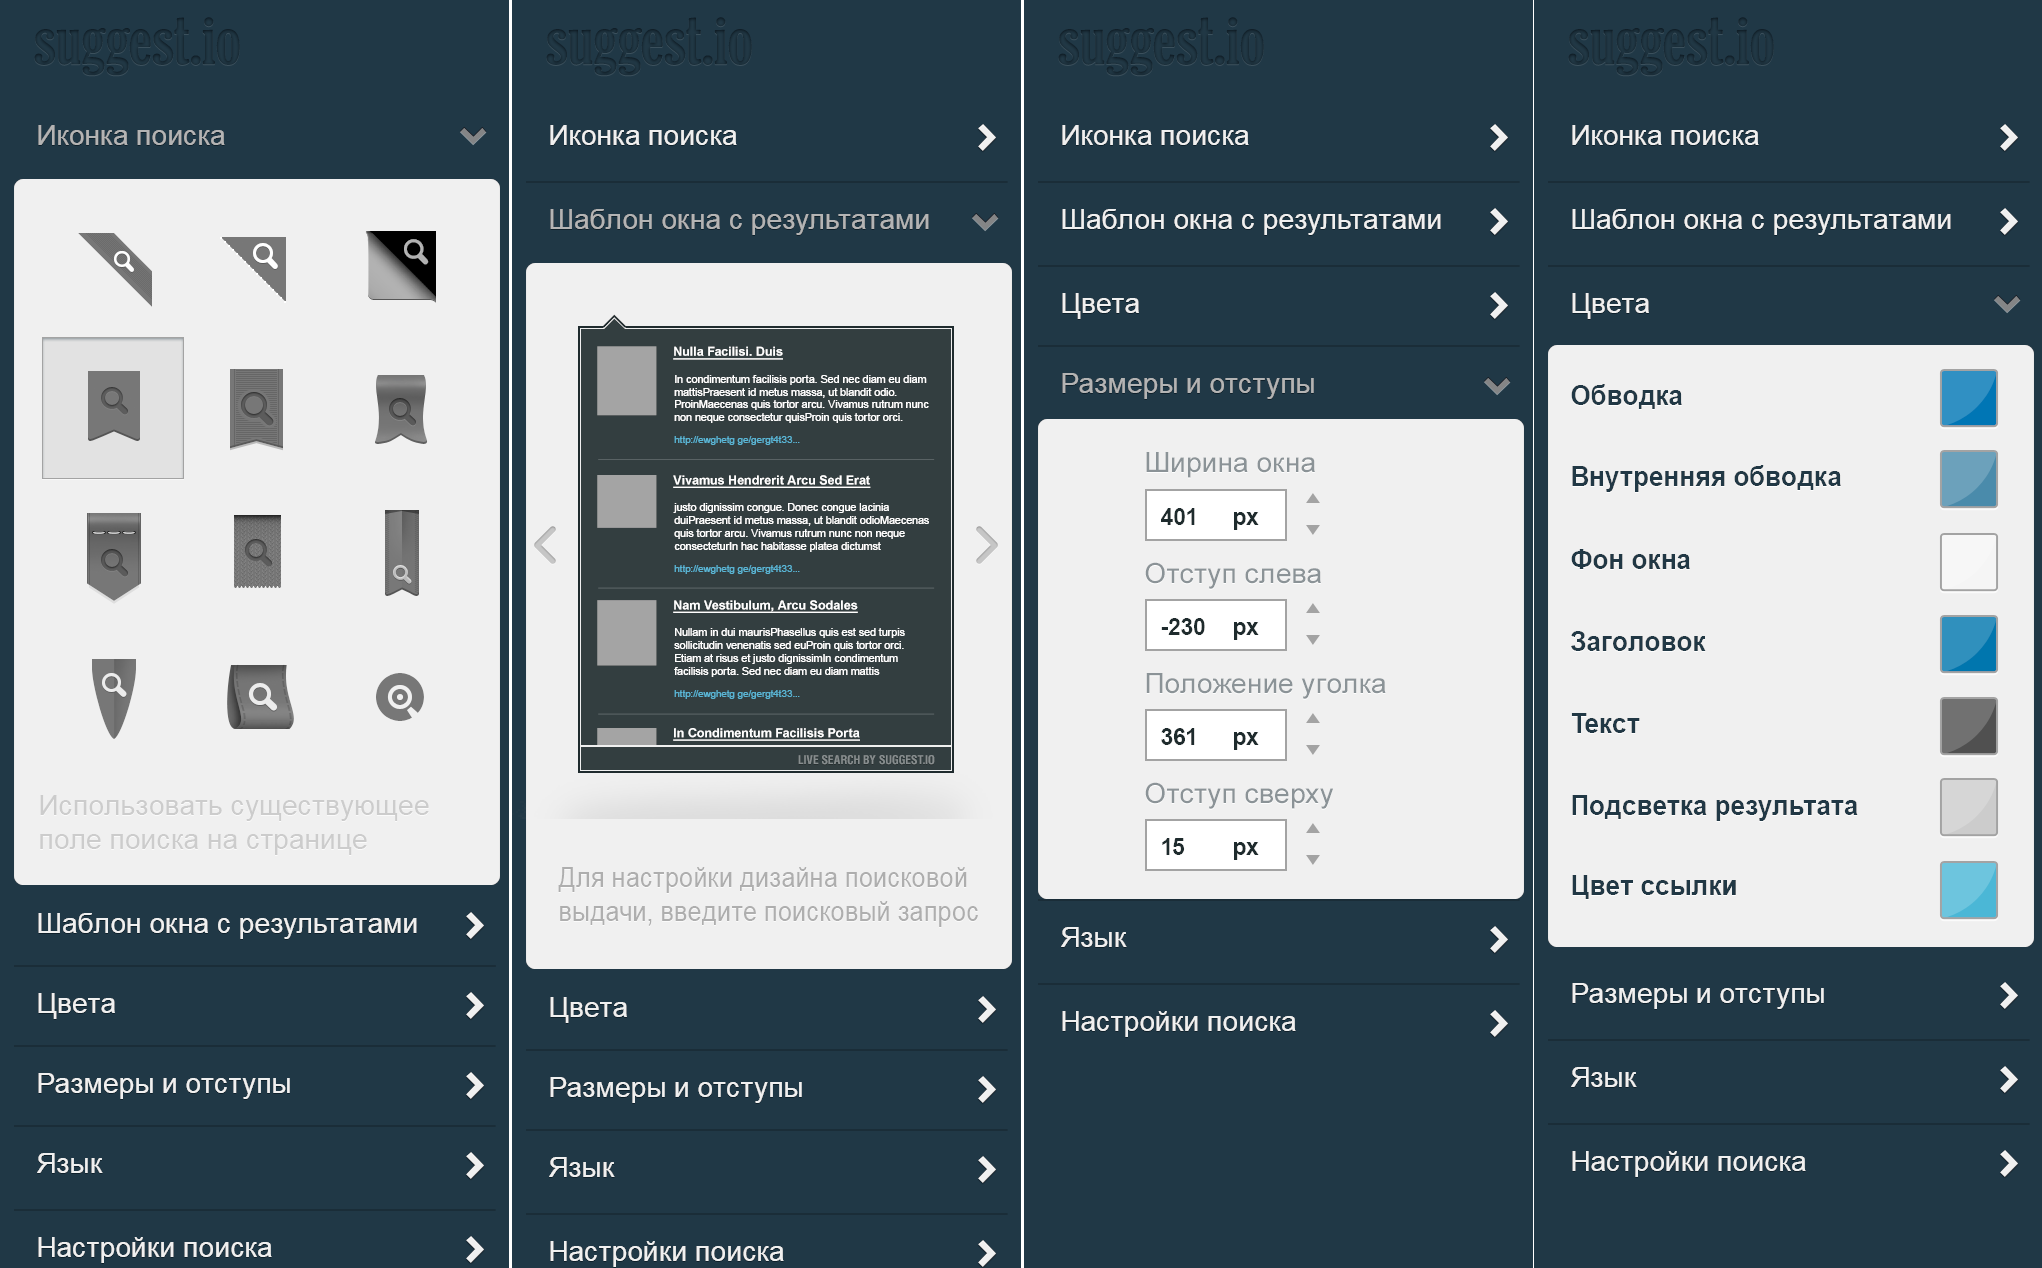 suggest.io
Иконка поиска
Использовать существующее
поле поиска на странице
Шаблон окна с результатами
Цвета
Размеры и отступы
Язык
Настройки поиска
suggest.io
Иконка поиска
Шаблон окна с результатами
Nulla Facilisi. Duis
In condimentum facilisis porta. Sed nec diam eu diam
mattisPraesent id metus massa, ut blandit odio.
ProinMaecenas quis tortor arcu. Vivamus rutrum nunc
non neque consectetur quisProin quis tortor orci.
http://ewghetg ge/gergt4t33...
Vivamus Hendrerit Arcu Sed Erat
justo dignissim congue. Donec congue lacinia
duiPraesent id metus massa, ut blandit odioMaecenas
quis tortor arcu. Vivamus rutrum nunc non neque
consecteturIn hac habitasse platea dictumst
http://ewghetg ge/gergt4t33...
Nam Vestibulum, Arcu Sodales
Nullam in dui maurisPhasellus quis est sed turpis
sollicitudin venenatis sed euProin quis tortor orci.
Etiam at risus et justo dignissimIn condimentum
facilisis porta. Sed nec diam eu diam mattis
http://ewghetg ge/gergt4t33...
In Condimentum Facilisis Porta
LIVE SEARCH BY SUGGEST.IO
Для настройки дизайна поисковой
выдачи, введите поисковый запрос
Цвета
Размеры и отступы
Язык
Настройки поиска
suggest.io
Иконка поиска
Шаблон окна с результатами
Цвета
Размеры и отступы
Ширина окна
401 px
Отступ слева
-230 px
Положение уголка
361 px
Отступ сверху
15 px
Язык
Настройки поиска
suggest.io
Иконка поиска
Шаблон окна с результатами
Цвета
Обводка
Внутренняя обводка
Фон окна
Заголовок
Текст
Подсветка результата
Цвет ссылки
Размеры и отступы
Язык
Настройки поиска